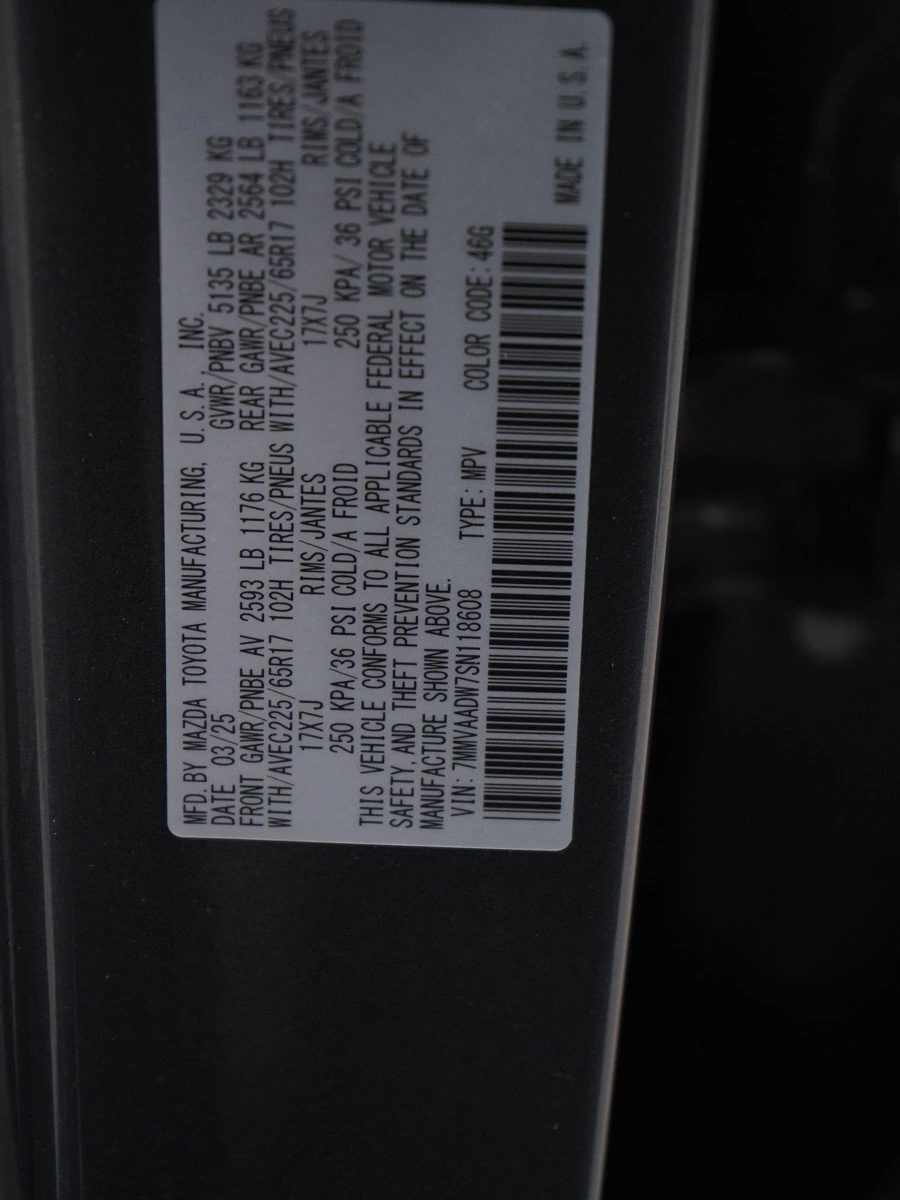 MFD. BY MAZDA TOYOTA MANUFACTURING, U. S. A. INC.
DATE 03/25 GVWR/PNBV 5135 LB 2329 KG
FRONT GAWR/PNBE AV 2593 LB 1176 KG REAR GAWR/PNBE AR 2564 LB 1163 KG
WITH/AVEC225/65R17 102H TIRES/PNEUS WITH/AVEC225/65R17 102H TIRES/PNEUS
17X7J RIMS/JANTES 17X7J RIMS/JANTES
250 KPA/36 PSI COLD/A FROID 250 KPA/ 36 PSI COLD/A FROID
THIS VEHICLE CONFORMS TO ALL APPLICABLE FEDERAL MOTOR VEHICLE
SAFETY, AND THEFT PREVENTION STANDARDS IN EFFECT ON THE DATE OF
MANUFACTURE SHOWN ABOVE.
VIN: 7MMVAADW7SN118608 TYPE: MPV COLOR CODE: 46G
MADE IN U. S. A.